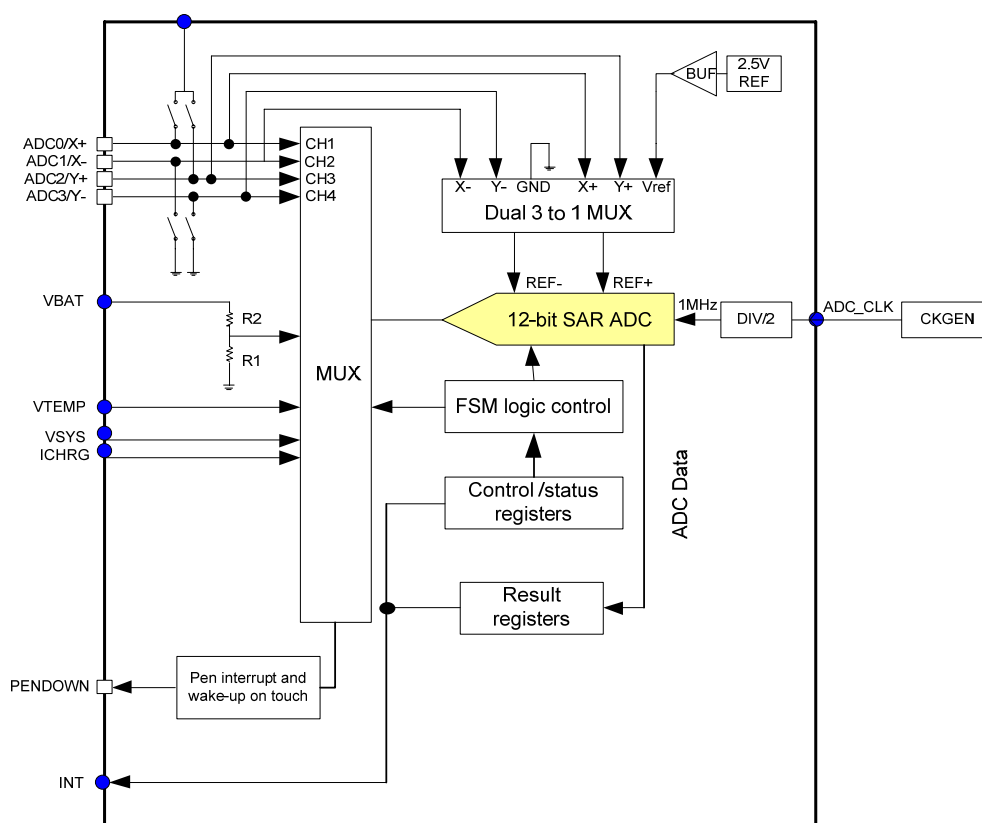 BUF
2.5V
REF
ADC0/X+
ADC1/X-
ADC2/Y+
ADC3/Y-
CH1
CH2
CH3
CH4
X-
Y-
GND
X+
Y+
Vref
Dual 3 to 1 MUX
REF-
REF+
VBAT
R2
R1
12-bit SAR ADC
1MHz
DIV/2
ADC_CLK
CKGEN
MUX
FSM logic control
VTEMP
VSYS
ICHRG
Control /status
registers
ADC Data
Result
registers
PENDOWN
Pen interrupt and
wake-up on touch
INT